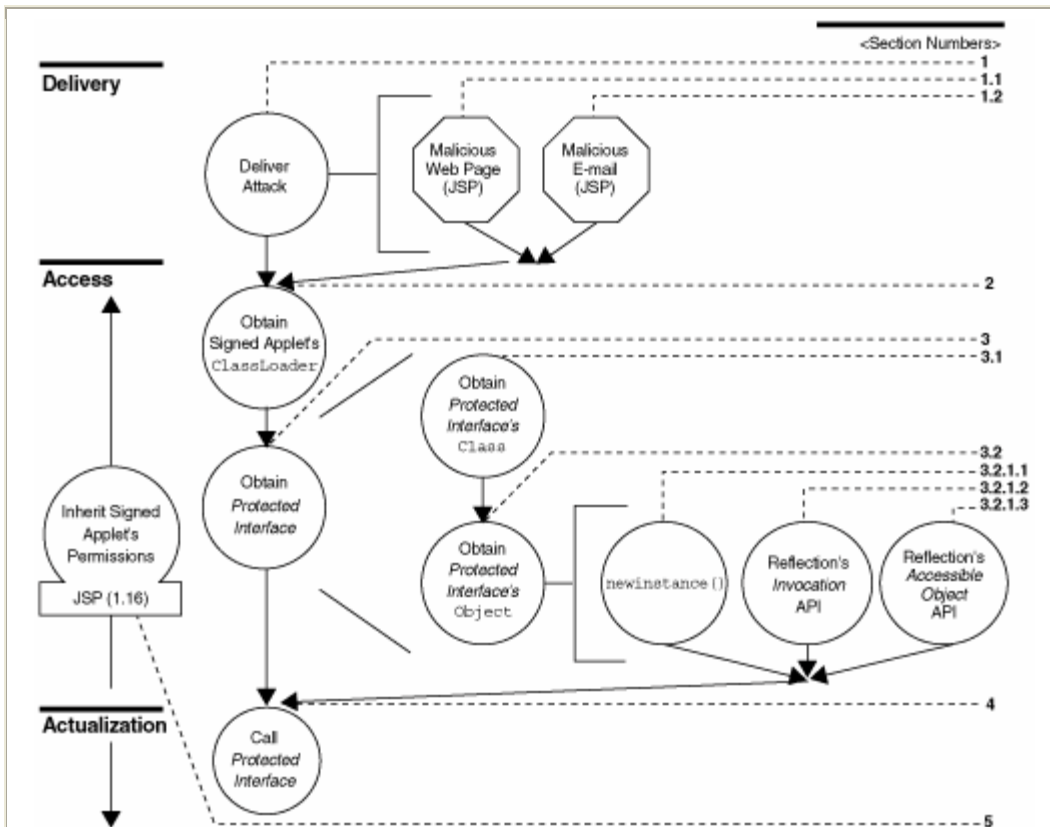 <Section Numbers>
Delivery
1
1.1
1.2
Deliver
Attack
Malicious
Web Page
(JSP)
Malicious
E-mail
(JSP)
Access
2
Obtain
Signed Applet's
ClassLoader
3
3.1
Obtain
Protected
Interface's
Class
3.2
3.2.1.1
3.2.1.2
3.2.1.3
Inherit Signed
Applet's
Permissions
JSP (1.16)
Obtain
Protected
Interface
Obtain
Protected
Interface's
Object
newinstance()
Reflection's
Invocation
API
Reflection's
Accessible
Object
API
4
Actualization
Call
Protected
Interface
5